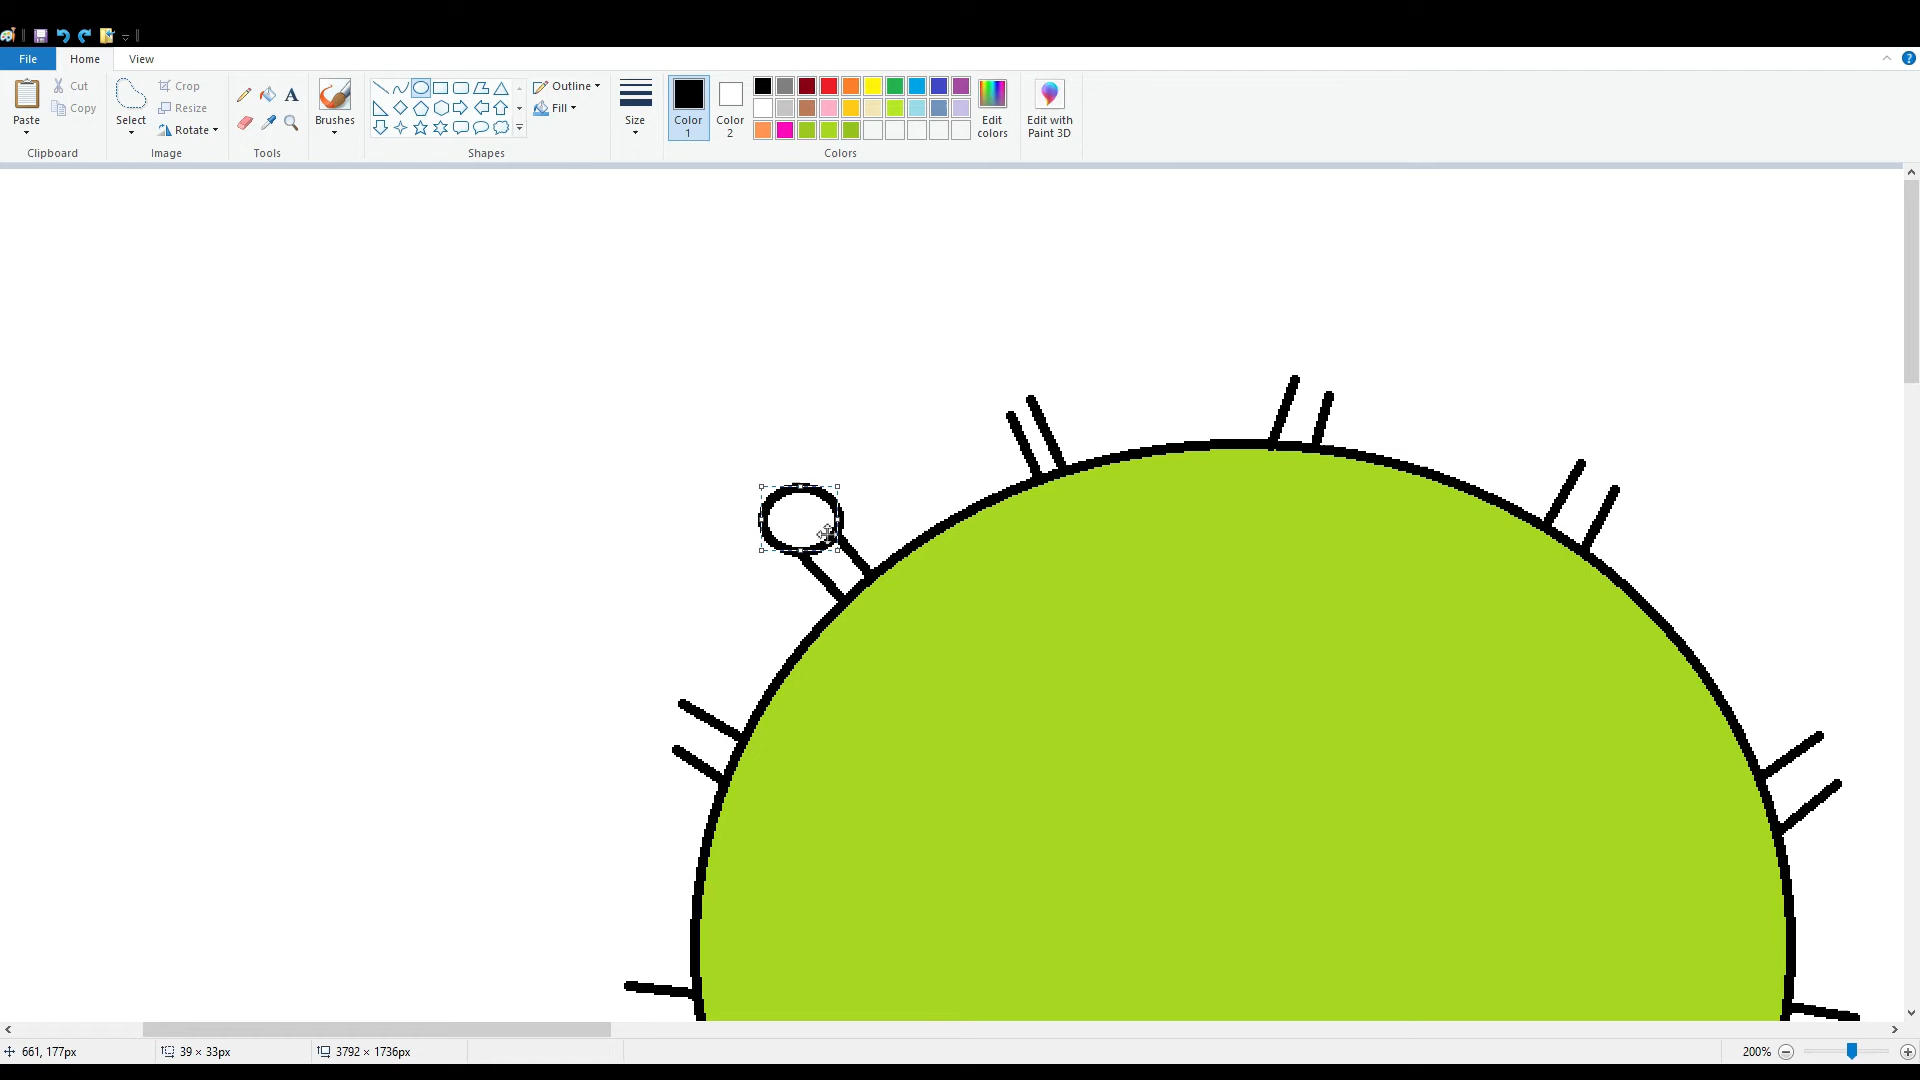 File Home View
Paste
Cut
Copy
Clipboard
Select
Crop
Resize
Rotate
Image
A
Tools
Brushes
Outline
Fill
Shapes
Size
Color 1
Color 2
Edit colors
Colors
Edit with Paint 3D
?
661, 177px
39 × 33px
3792 × 1736px
200%